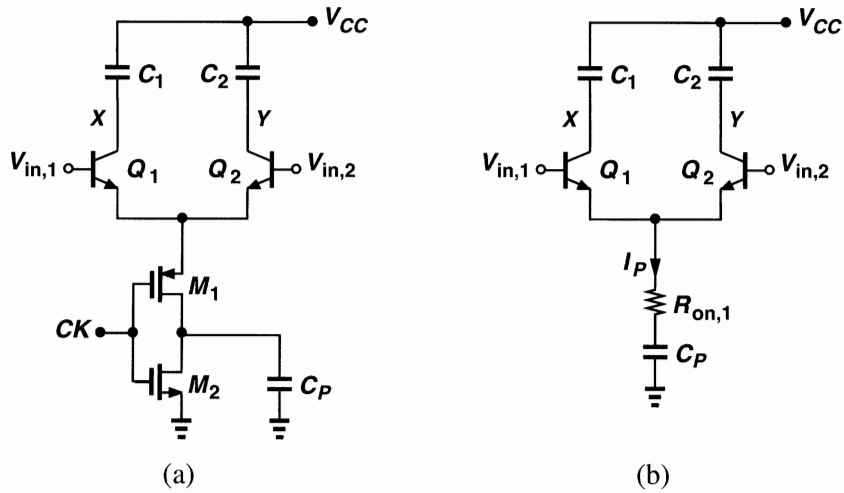 V_CC
C_1 C_2
X Y
V_in,1 Q_1 Q_2 V_in,2
M_1
CK
M_2 C_P
(a)
V_CC
C_1 C_2
X Y
V_in,1 Q_1 Q_2 V_in,2
I_P
R_on,1
C_P
(b)